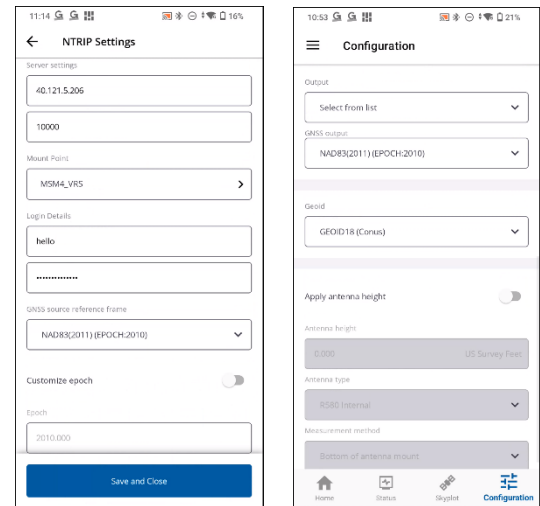 11:14
16%
NTRIP Settings
Server settings
40.121.5.206
10000
Mount Point
MSM4_VRS
Login Details
hello
••••••••••••••
GNSS source reference frame
NAD83(2011) (EPOCH:2010)
Customize epoch
Epoch
2010.000
Save and Close
10:53
21%
Configuration
Output
Select from list
GNSS output
NAD83(2011) (EPOCH:2010)
Geoid
GEOID18 (Conus)
Apply antenna height
Antenna height
0.000 US Survey Feet
Antenna type
RS80 Internal
Measurement method
Bottom of antenna mount
Home Status Skyplot Configuration